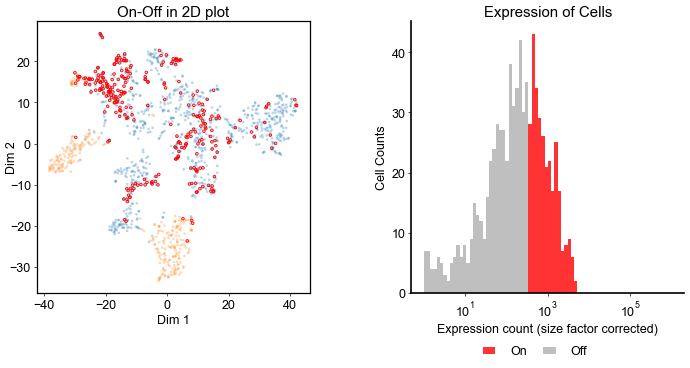 On-Off in 2D plot
Dim 2
20
10
0
−10
−20
−30
−40
−20
0
20
40
Dim 1
Expression of Cells
Cell Counts
40
30
20
10
0
10^1
10^3
10^5
Expression count (size factor corrected)
On
Off